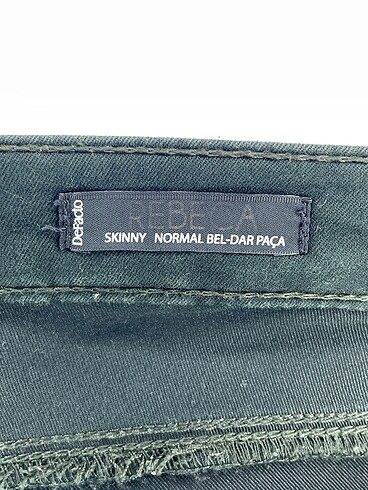 DeFacto
REBECA
SKINNY NORMAL BEL-DAR PAÇA